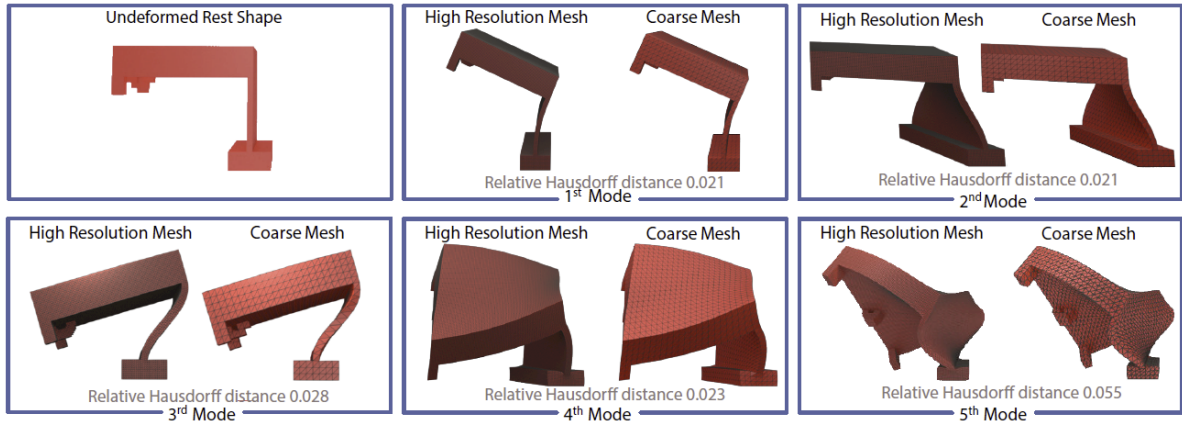 Undeformed Rest Shape
High Resolution Mesh Coarse Mesh
Relative Hausdorff distance 0.021
1st Mode
High Resolution Mesh Coarse Mesh
Relative Hausdorff distance 0.021
2nd Mode
High Resolution Mesh Coarse Mesh
Relative Hausdorff distance 0.028
3rd Mode
High Resolution Mesh Coarse Mesh
Relative Hausdorff distance 0.023
4th Mode
High Resolution Mesh Coarse Mesh
Relative Hausdorff distance 0.055
5th Mode